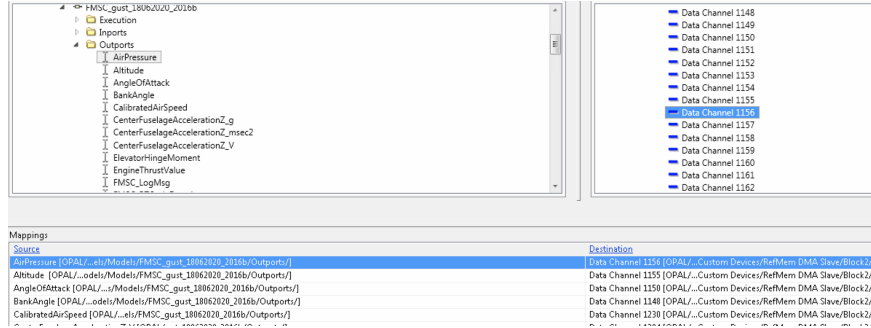 FMSC_gust_18062020_2016b
Execution
Inports
Outports
AirPressure
Altitude
AngleOfAttack
BankAngle
CalibratedAirSpeed
CenterFuselageAccelerationZ_g
CenterFuselageAccelerationZ_msec2
CenterFuselageAccelerationZ_V
ElevatorHingeMoment
EngineThrustValue
FMSC_LogMsg
Data Channel 1148
Data Channel 1149
Data Channel 1150
Data Channel 1151
Data Channel 1152
Data Channel 1153
Data Channel 1154
Data Channel 1155
Data Channel 1156
Data Channel 1157
Data Channel 1158
Data Channel 1159
Data Channel 1160
Data Channel 1161
Data Channel 1162
Mappings
Source Destination
AirPressure [OPAL/...els/Models/FMSC_gust_18062020_2016b/Outports/] Data Channel 1156 [OPAL/...Custom Devices/RefMem DMA Slave/Block2/
Altitude [OPAL/...odels/Models/FMSC_gust_18062020_2016b/Outports/] Data Channel 1155 [OPAL/...Custom Devices/RefMem DMA Slave/Block2/
AngleOfAttack [OPAL/...s/Models/FMSC_gust_18062020_2016b/Outports/] Data Channel 1150 [OPAL/...Custom Devices/RefMem DMA Slave/Block2/
BankAngle [OPAL/...odels/Models/FMSC_gust_18062020_2016b/Outports/] Data Channel 1148 [OPAL/...Custom Devices/RefMem DMA Slave/Block2/
CalibratedAirSpeed [OPAL/...odels/FMSC_gust_18062020_2016b/Outports/] Data Channel 1230 [OPAL/...Custom Devices/RefMem DMA Slave/Block2/